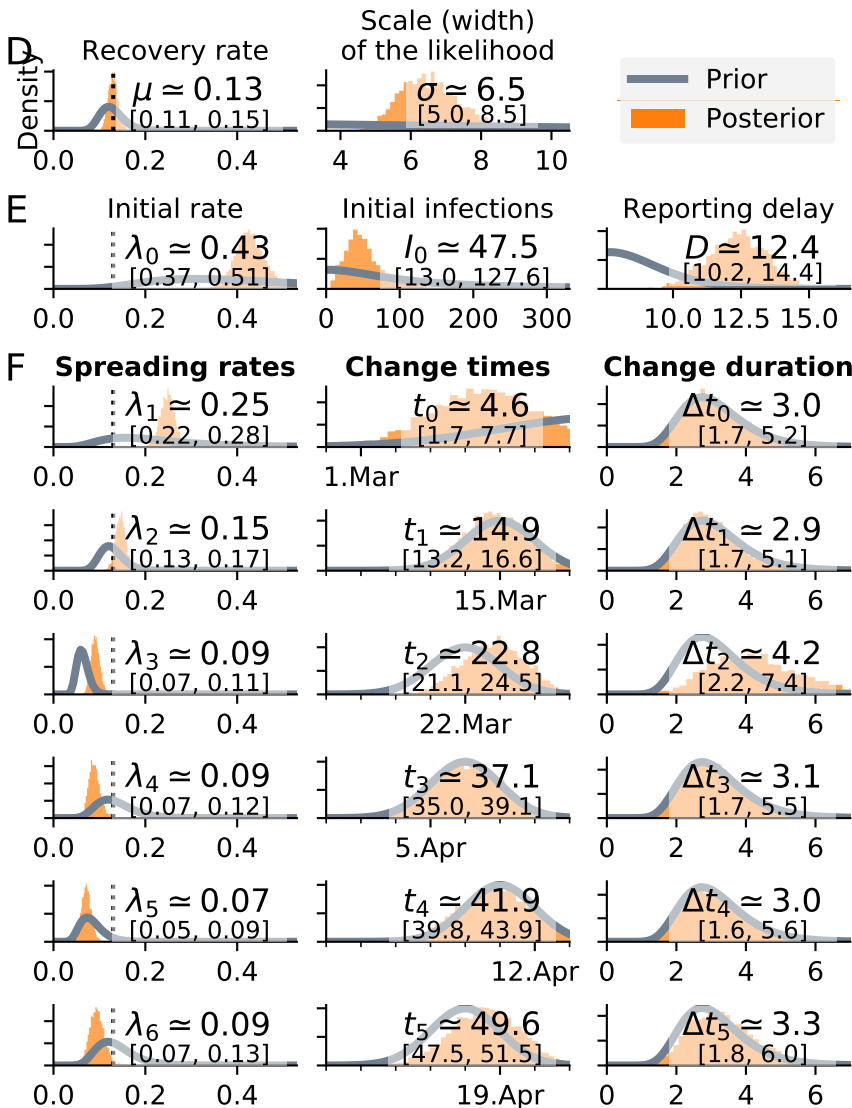 D
Recovery rate
Scale (width)
of the likelihood
Density
μ ≃ 0.13
[0.11, 0.15]
0.0 0.2 0.4
σ ≃ 6.5
[5.0, 8.5]
4 6 8 10
Prior
Posterior
E
Initial rate
λ0 ≃ 0.43
[0.37, 0.51]
0.0 0.2 0.4
Initial infections
I0 ≃ 47.5
[13.0, 127.6]
0 100 200 300
Reporting delay
D ≃ 12.4
[10.2, 14.4]
10.0 12.5 15.0
F
Spreading rates
Change times
Change duration
λ1 ≃ 0.25
[0.22, 0.28]
0.0 0.2 0.4
t0 ≃ 4.6
[1.7, 7.7]
1.Mar
Δt0 ≃ 3.0
[1.7, 5.2]
0 2 4 6
λ2 ≃ 0.15
[0.13, 0.17]
0.0 0.2 0.4
t1 ≃ 14.9
[13.2, 16.6]
15.Mar
Δt1 ≃ 2.9
[1.7, 5.1]
0 2 4 6
λ3 ≃ 0.09
[0.07, 0.11]
0.0 0.2 0.4
t2 ≃ 22.8
[21.1, 24.5]
22.Mar
Δt2 ≃ 4.2
[2.2, 7.4]
0 2 4 6
λ4 ≃ 0.09
[0.07, 0.12]
0.0 0.2 0.4
t3 ≃ 37.1
[35.0, 39.1]
5.Apr
Δt3 ≃ 3.1
[1.7, 5.5]
0 2 4 6
λ5 ≃ 0.07
[0.05, 0.09]
0.0 0.2 0.4
t4 ≃ 41.9
[39.8, 43.9]
12.Apr
Δt4 ≃ 3.0
[1.6, 5.6]
0 2 4 6
λ6 ≃ 0.09
[0.07, 0.13]
0.0 0.2 0.4
t5 ≃ 49.6
[47.5, 51.5]
19.Apr
Δt5 ≃ 3.3
[1.8, 6.0]
0 2 4 6